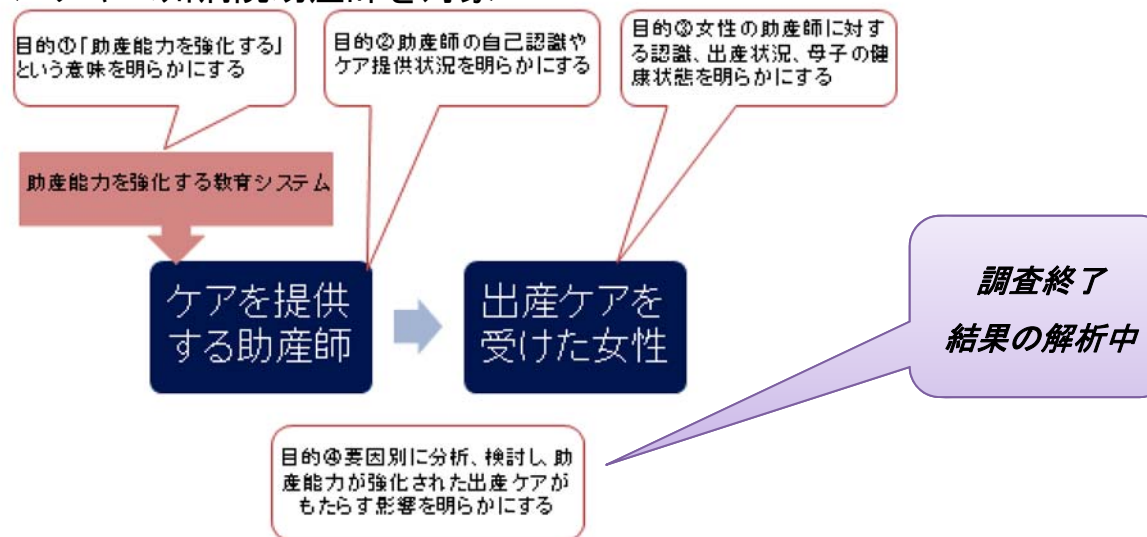 目的①「助産能力を強化する」
という意味を明らかにする
目的②助産師の自己認識や
ケア提供状況を明らかにする
目的③女性の助産師に対す
る認識、出産状況、母子の健
康状態を明らかにする
助産能力を強化する教育システム
ケアを提供
する助産師
出産ケアを
受けた女性
調査終了
結果の解析中
目的④要因別に分析、検討し、助
産能力が強化された出産ケアが
もたらす影響を明らかにする